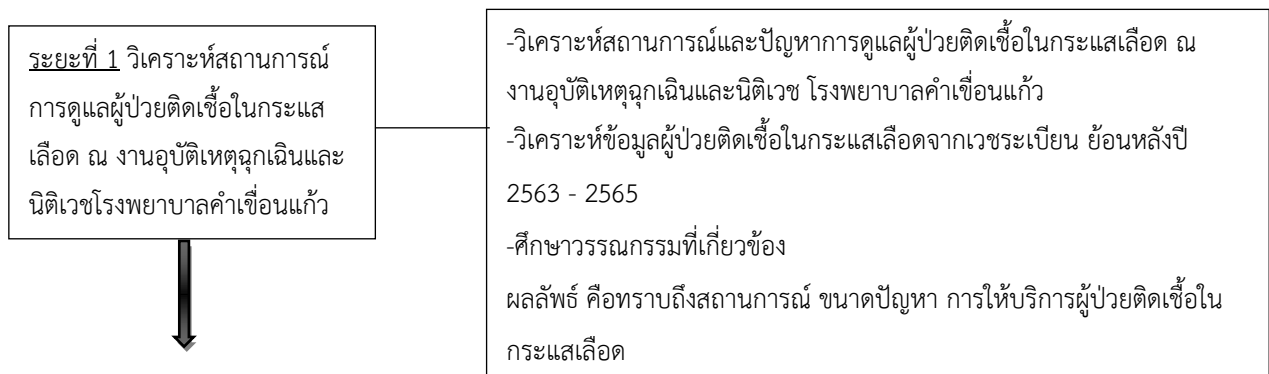 ระยะที่ 1 วิเคราะห์สถานการณ์
การดูแลผู้ป่วยติดเชื้อในกระแส
เลือด ณ งานอุบัติเหตุฉุกเฉินและ
นิติเวชโรงพยาบาลคำเขื่อนแก้ว
-วิเคราะห์สถานการณ์และปัญหาการดูแลผู้ป่วยติดเชื้อในกระแสเลือด ณ
งานอุบัติเหตุฉุกเฉินและนิติเวช โรงพยาบาลคำเขื่อนแก้ว
-วิเคราะห์ข้อมูลผู้ป่วยติดเชื้อในกระแสเลือดจากเวชระเบียน ย้อนหลังปี
2563 - 2565
-ศึกษาวรรณกรรมที่เกี่ยวข้อง
ผลลัพธ์ คือทราบถึงสถานการณ์ ขนาดปัญหา การให้บริการผู้ป่วยติดเชื้อใน
กระแสเลือด